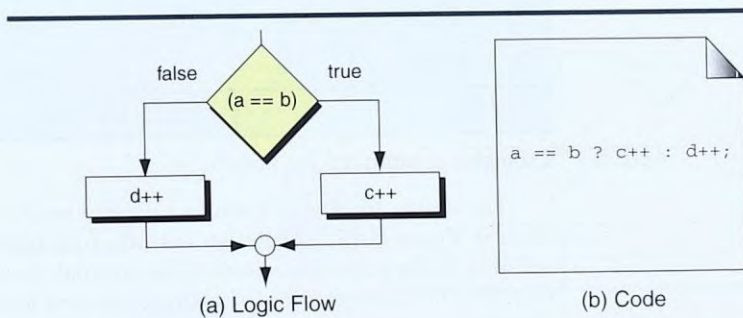 false
true
(a == b)
d++
c++
a == b ? c++ : d++;
(a) Logic Flow
(b) Code